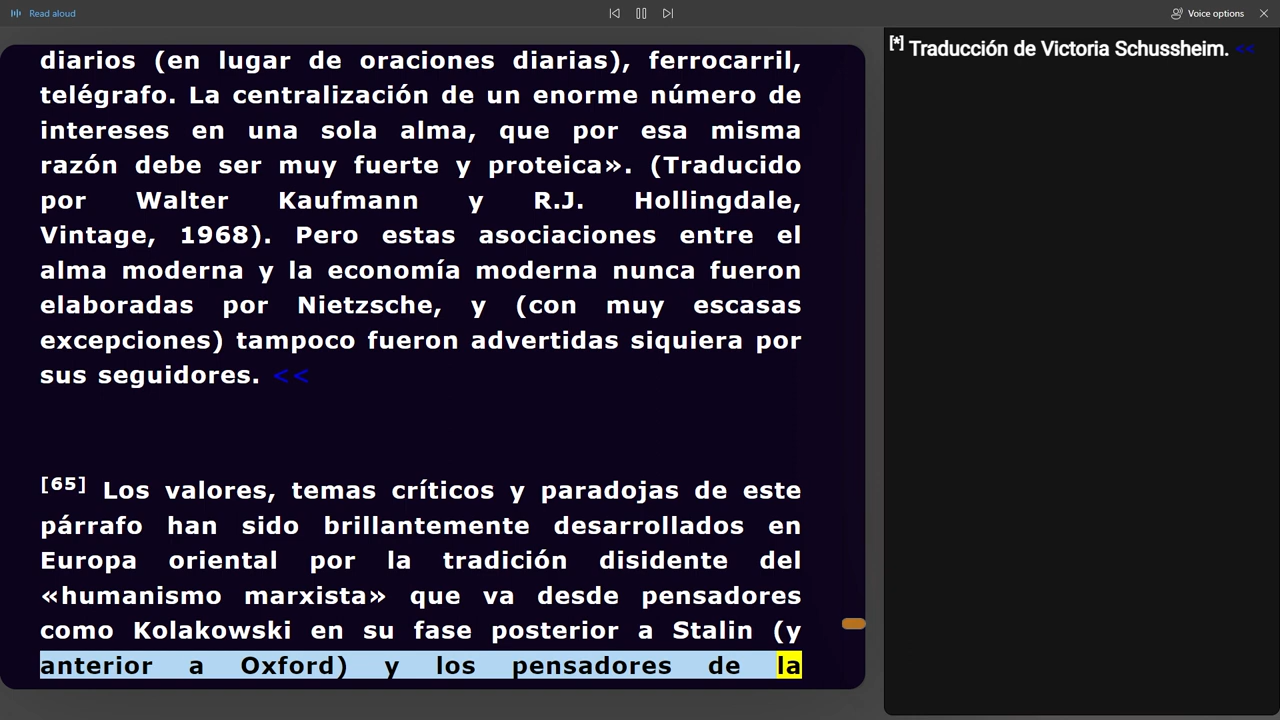 Read aloud
Voice options
diarios (en lugar de oraciones diarias), ferrocarril,
telégrafo. La centralización de un enorme número de
intereses en una sola alma, que por esa misma
razón debe ser muy fuerte y proteica». (Traducido
por Walter Kaufmann y R.J. Hollingdale,
Vintage, 1968). Pero estas asociaciones entre el
alma moderna y la economía moderna nunca fueron
elaboradas por Nietzsche, y (con muy escasas
excepciones) tampoco fueron advertidas siquiera por
sus seguidores. <<
[65] Los valores, temas críticos y paradojas de este
párrafo han sido brillantemente desarrollados en
Europa oriental por la tradición disidente del
«humanismo marxista» que va desde pensadores
como Kolakowski en su fase posterior a Stalin (y
anterior a Oxford) y los pensadores de la
[*] Traducción de Victoria Schussheim. <<